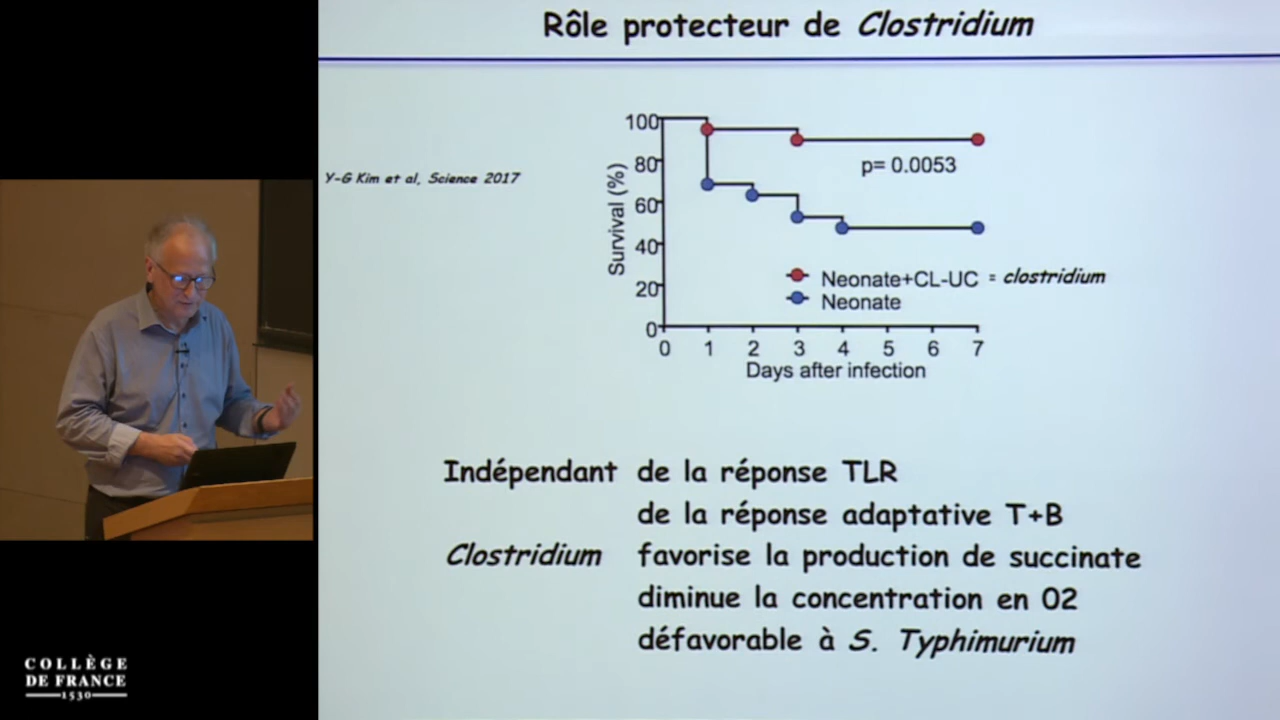 Rôle protecteur de Clostridium
Y-G Kim et al, Science 2017
100
80
60
40
20
0
Survival (%)
p= 0.0053
Neonate+CL-UC = clostridium
Neonate
0 1 2 3 4 5 6 7
Days after infection
Indépendant de la réponse TLR
de la réponse adaptative T+B
Clostridium favorise la production de succinate
diminue la concentration en O2
défavorable à S. Typhimurium
COLLÈGE
DE FRANCE
1530